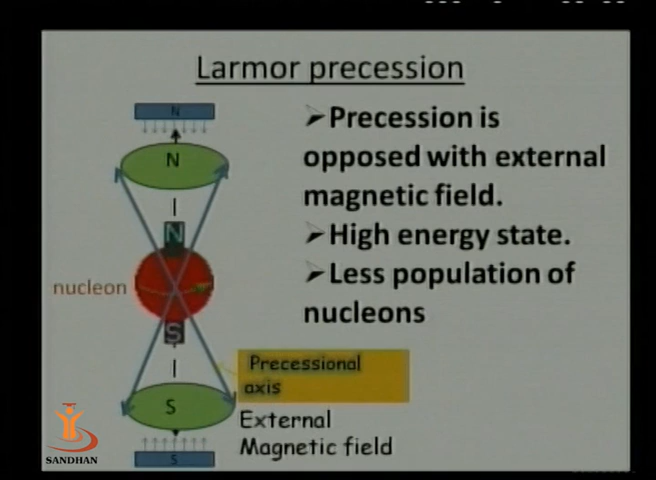 Larmor precession
N
N
N
nucleon
S
S
S
➢Precession is
opposed with external
magnetic field.
➢High energy state.
➢Less population of
nucleons
Precessional
axis
External
Magnetic field
SANDHAN